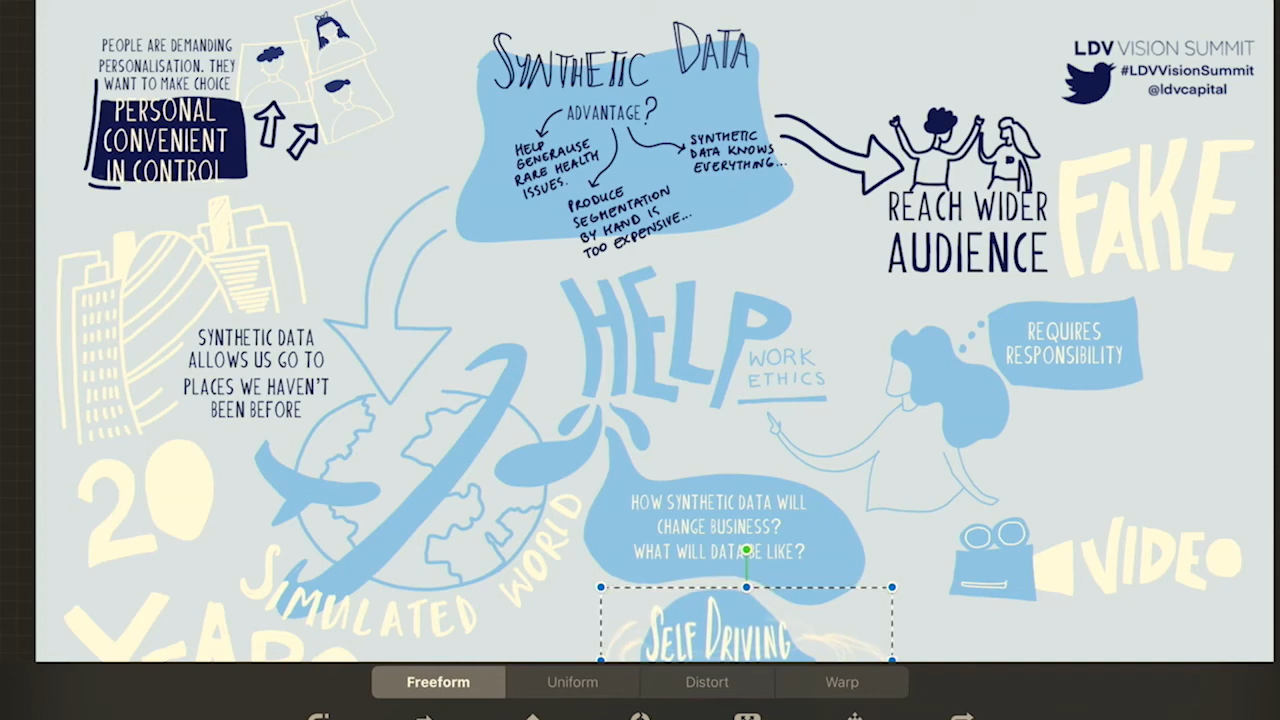 PEOPLE ARE DEMANDING
PERSONALISATION. THEY
WANT TO MAKE CHOICE
PERSONAL
CONVENIENT
IN CONTROL
SYNTHETIC DATA
ADVANTAGE?
HELP
GENERAUSE
RARE HEALTH
ISSUES.
PRODUCE
SEGMENTATION
BY HAND IS
TOO EXPENSIVE...
SYNTHETIC
DATA KNOWS
EVERYTHING...
LDV VISION SUMMIT
#LDVVisionSummit
@ldvcapital
REACH WIDER
AUDIENCE
FAKE
SYNTHETIC DATA
ALLOWS US GO TO
PLACES WE HAVEN'T
BEEN BEFORE
HELP
WORK
ETHICS
REQUIRES
RESPONSIBILITY
20
YEARS
SIMULATED WORLD
HOW SYNTHETIC DATA WILL
CHANGE BUSINESS?
WHAT WILL DATA BE LIKE?
VIDEO
SELF DRIVING
Freeform
Uniform
Distort
Warp